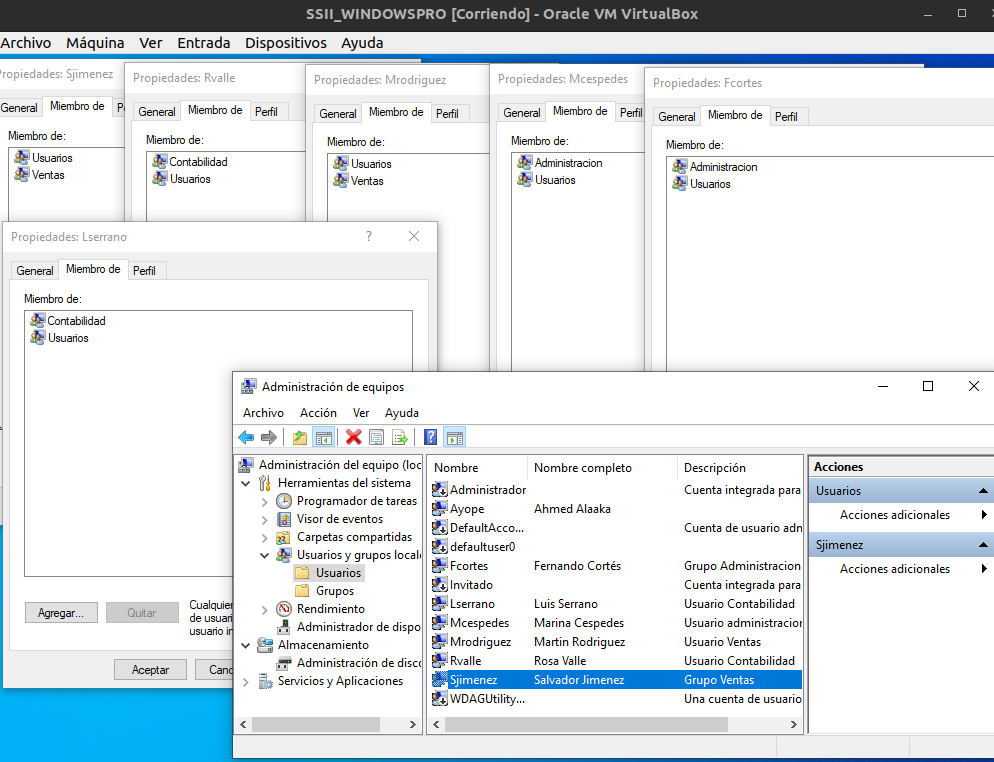 SSII_WINDOWSPRO [Corriendo] - Oracle VM VirtualBox
Archivo Máquina Ver Entrada Dispositivos Ayuda
Propiedades: Sjimenez
General Miembro de
Miembro de:
Usuarios
Ventas
Propiedades: Rvalle
General Miembro de Perfil
Miembro de:
Contabilidad
Usuarios
Propiedades: Mrodriguez
General Miembro de Perfil
Miembro de:
Usuarios
Ventas
Propiedades: Mcespedes
General Miembro de Perfil
Miembro de:
Administracion
Usuarios
Propiedades: Fcortes
General Miembro de Perfil
Miembro de:
Administracion
Usuarios
Propiedades: Lserrano
General Miembro de Perfil
Miembro de:
Contabilidad
Usuarios
Agregar... Quitar
Cualquier
de usuari
usuario in
Aceptar Canc
Administración de equipos
Archivo Acción Ver Ayuda
Administración del equipo (loc
Herramientas del sistema
Programador de tareas
Visor de eventos
Carpetas compartidas
Usuarios y grupos locale
Usuarios
Grupos
Rendimiento
Administrador de dispo
Almacenamiento
Administración de disco
Servicios y Aplicaciones
Nombre Nombre completo Descripción
Administrador Cuenta integrada para
Ayope Ahmed Alaaka
DefaultAcco... Cuenta de usuario adn
defaultuser0
Fcortes Fernando Cortés Grupo Administracion
Invitado Cuenta integrada para
Lserrano Luis Serrano Usuario Contabilidad
Mcespedes Marina Cespedes Usuario administracior
Mrodriguez Martin Rodriguez Usuario Ventas
Rvalle Rosa Valle Usuario Contabilidad
Sjimenez Salvador Jimenez Grupo Ventas
WDAGUtility... Una cuenta de usuario
Acciones
Usuarios
Acciones adicionales
Sjimenez
Acciones adicionales